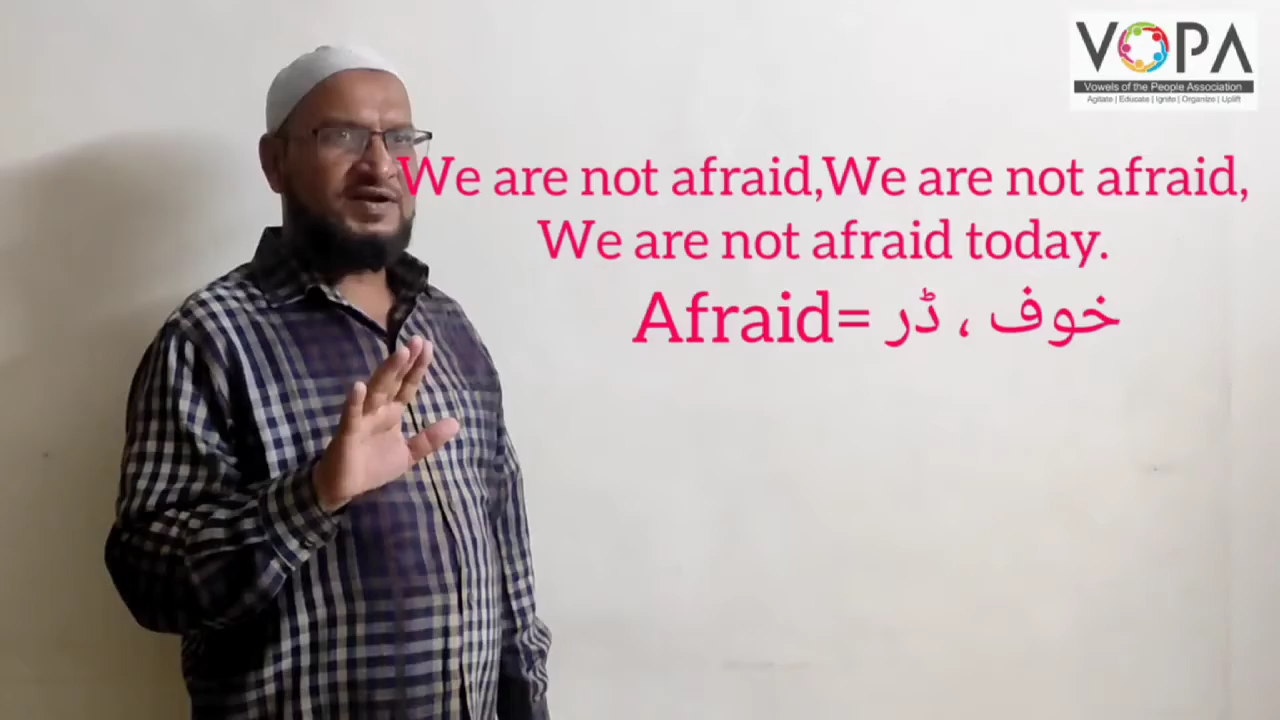 VOPA
Vowels of the People Association
Agitate | Educate | Ignite | Organize | Uplift
We are not afraid,We are not afraid,
We are not afraid today.
Afraid= خوف ، ڈر